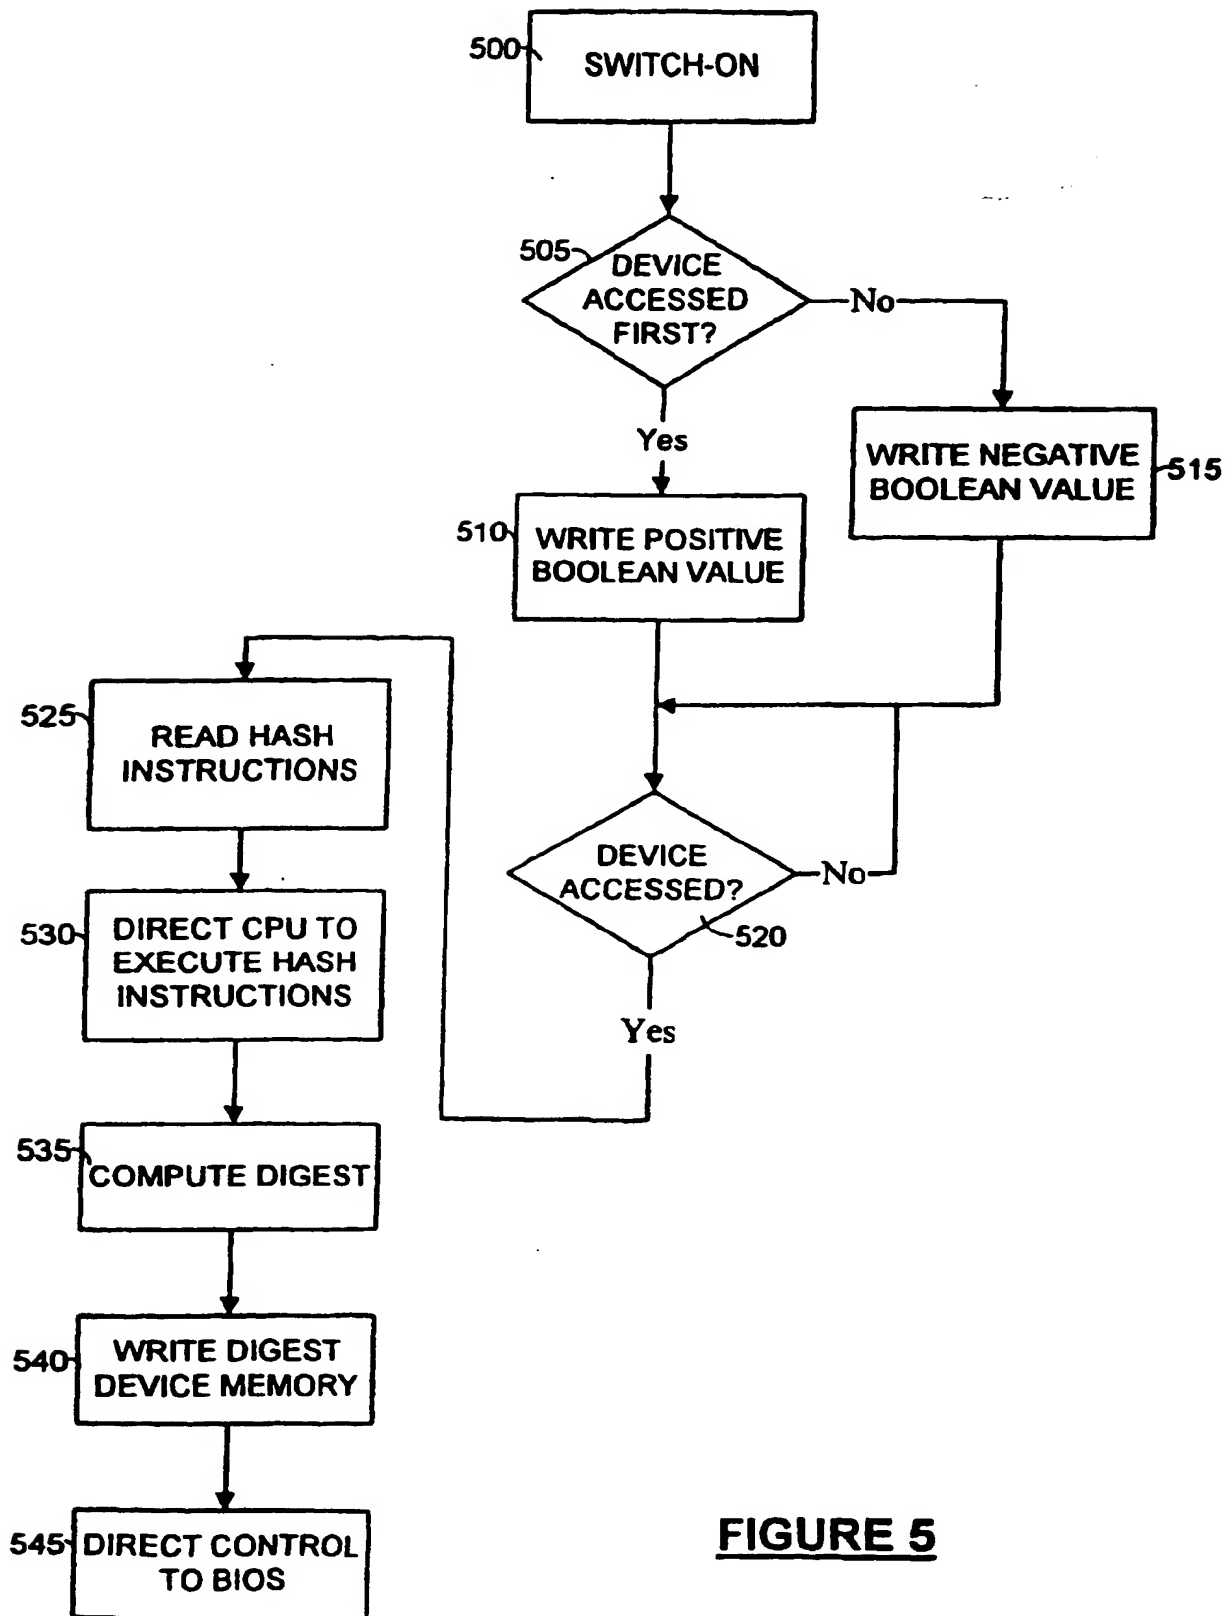 500
SWITCH-ON
505
DEVICE
ACCESSED
FIRST?
No
Yes
WRITE NEGATIVE
BOOLEAN VALUE
515
510
WRITE POSITIVE
BOOLEAN VALUE
525
READ HASH
INSTRUCTIONS
DEVICE
ACCESSED?
No
520
Yes
530
DIRECT CPU TO
EXECUTE HASH
INSTRUCTIONS
535
COMPUTE DIGEST
540
WRITE DIGEST
DEVICE MEMORY
545
DIRECT CONTROL
TO BIOS
FIGURE 5